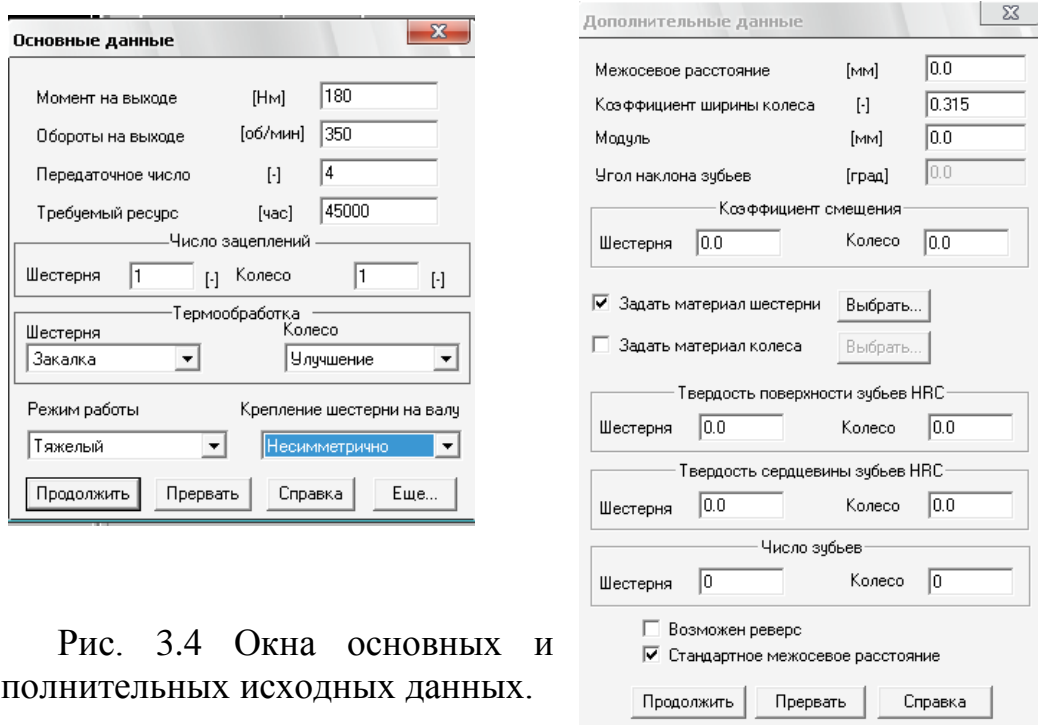 Основные данные
Момент на выходе [Нм] 180
Обороты на выходе [об/мин] 350
Передаточное число [-] 4
Требуемый ресурс [час] 45000
Число зацеплений
Шестерня 1 [-] Колесо 1 [-]
Термообработка
Шестерня Колесо
Закалка Улучшение
Режим работы Крепление шестерни на валу
Тяжелый Несимметрично
Продолжить Прервать Справка Еще...
Рис. 3.4 Окна основных и
полнительных исходных данных.
Дополнительные данные
Межосевое расстояние [мм] 0.0
Коэффициент ширины колеса [-] 0.315
Модуль [мм] 0.0
Угол наклона зубьев [град] 0.0
Коэффициент смещения
Шестерня 0.0 Колесо 0.0
Задать материал шестерни Выбрать...
Задать материал колеса Выбрать...
Твердость поверхности зубьев HRC
Шестерня 0.0 Колесо 0.0
Твердость сердцевины зубьев HRC
Шестерня 0.0 Колесо 0.0
Число зубьев
Шестерня 0 Колесо 0
Возможен реверс
Стандартное межосевое расстояние
Продолжить Прервать Справка